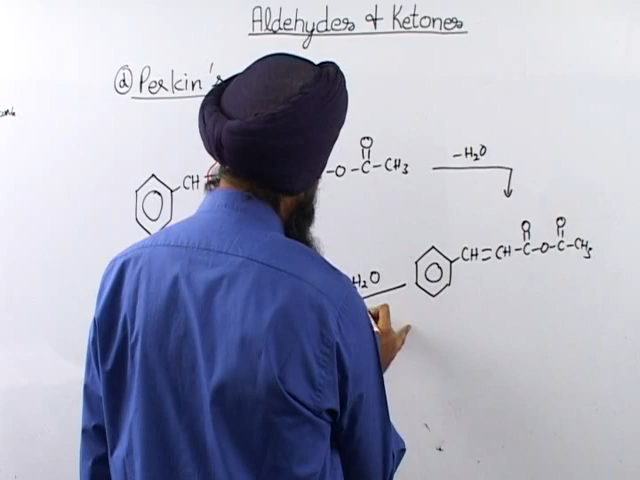 Aldehydes & Ketones
(d) Perkin's
O
CH
-O-C-CH3
-H2O
O O
CH=CH-C-O-C-CH3
H2O